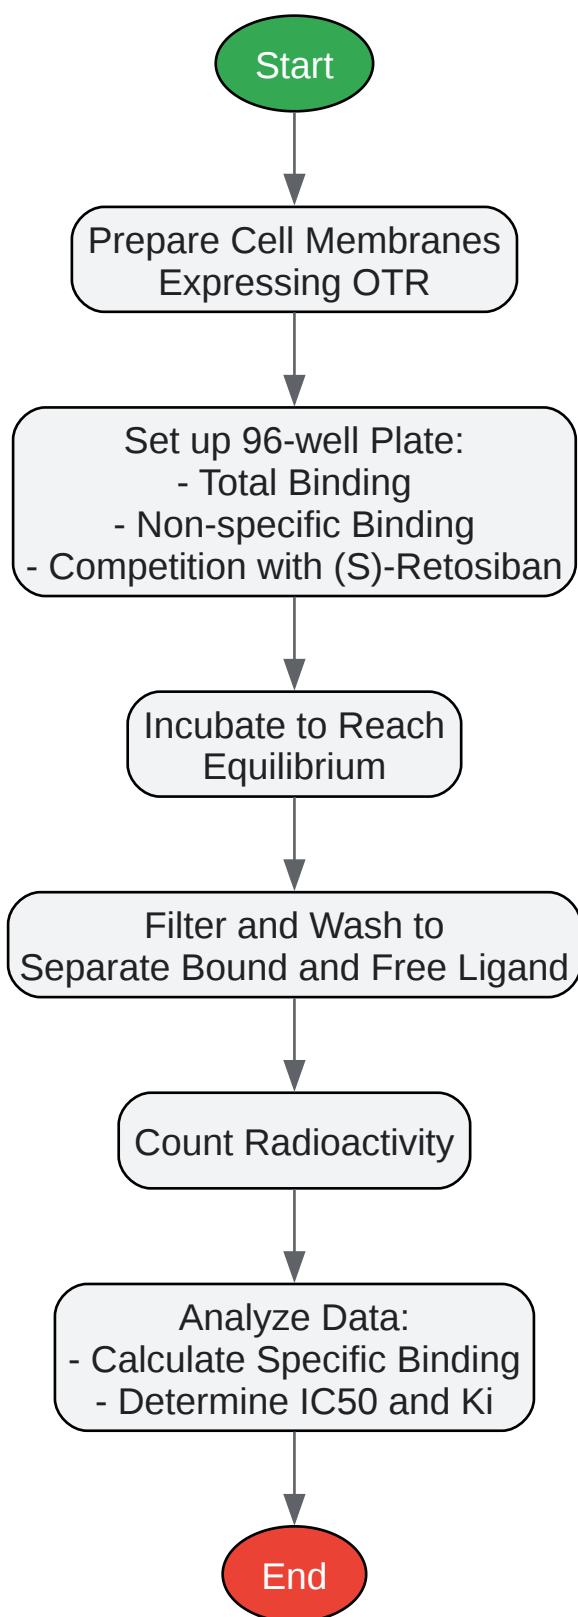 Start
Prepare Cell Membranes
Expressing OTR
Set up 96-well Plate:
- Total Binding
- Non-specific Binding
- Competition with (S)-Retosiban
Incubate to Reach
Equilibrium
Filter and Wash to
Separate Bound and Free Ligand
Count Radioactivity
Analyze Data:
- Calculate Specific Binding
- Determine IC50 and Ki
End